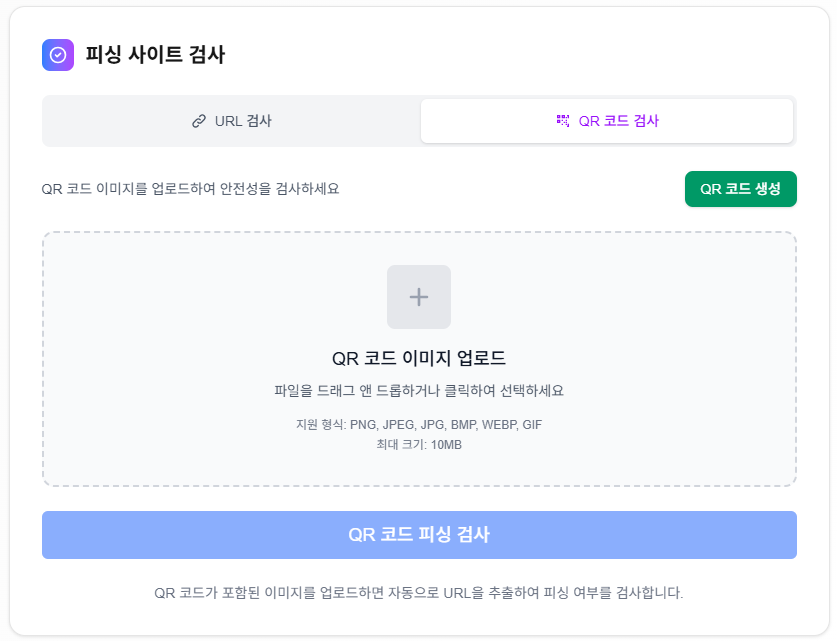 피싱 사이트 검사
URL 검사
QR 코드 검사
QR 코드 이미지를 업로드하여 안전성을 검사하세요
QR 코드 생성
QR 코드 이미지 업로드
파일을 드래그 앤 드롭하거나 클릭하여 선택하세요
지원 형식: PNG, JPEG, JPG, BMP, WEBP, GIF
최대 크기: 10MB
QR 코드 피싱 검사
QR 코드가 포함된 이미지를 업로드하면 자동으로 URL을 추출하여 피싱 여부를 검사합니다.